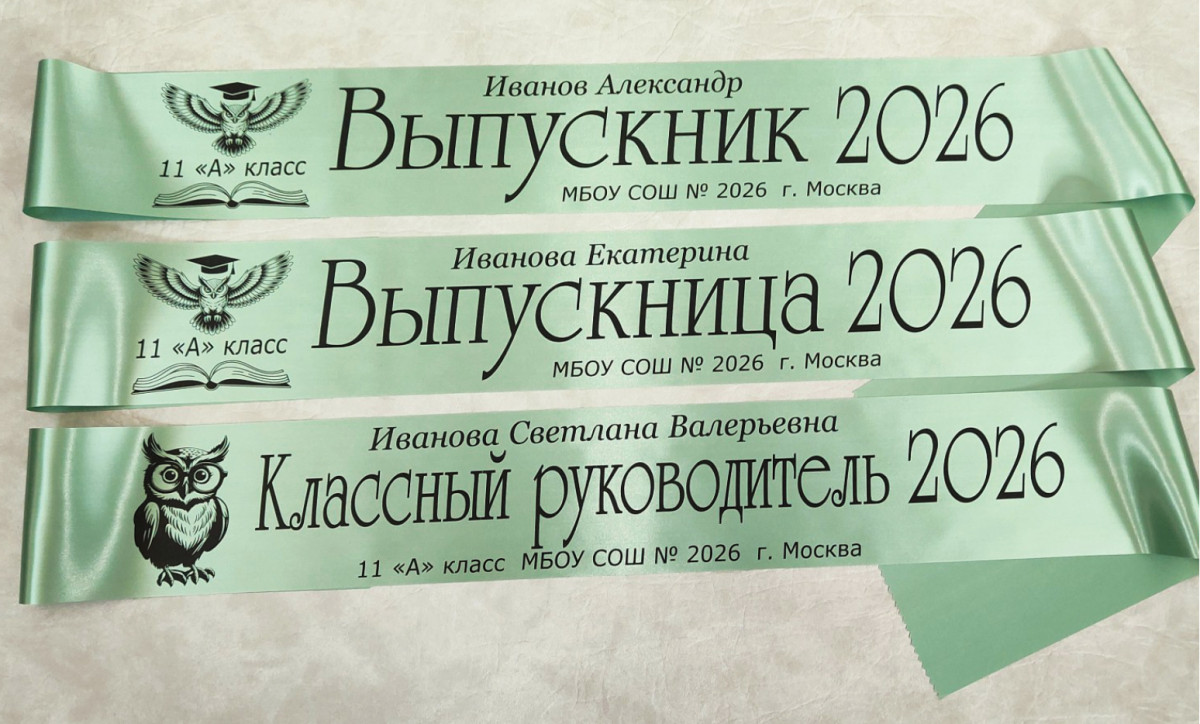 Иванов Александр
11 «А» класс
Выпускник 2026
МБОУ СОШ № 2026 г. Москва
Иванова Екатерина
11 «А» класс
Выпускница 2026
МБОУ СОШ № 2026 г. Москва
Иванова Светлана Валерьевна
Классный руководитель 2026
11 «А» класс МБОУ СОШ № 2026 г. Москва